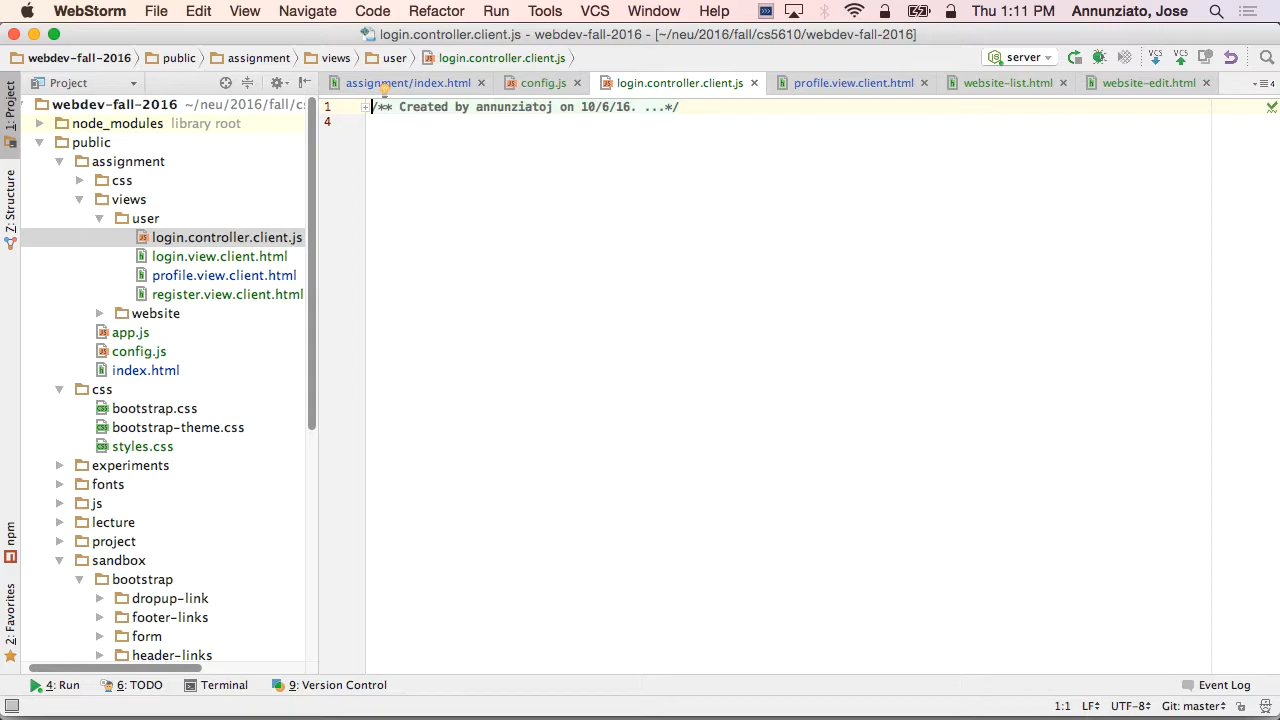 WebStorm File Edit View Navigate Code Refactor Run Tools VCS Window Help Thu 1:11 PM Annunziato, Jose
login.controller.client.js - webdev-fall-2016 - [~/neu/2016/fall/cs5610/webdev-fall-2016]
webdev-fall-2016 public assignment views user login.controller.client.js server VCS VCS
Project assignment/index.html config.js login.controller.client.js profile.view.client.html website-list.html website-edit.html 4
1: Project
Z: Structure
npm
2: Favorites
webdev-fall-2016 ~/neu/2016/fall/cs
node_modules library root
public
assignment
css
views
user
login.controller.client.js
login.view.client.html
profile.view.client.html
register.view.client.html
website
app.js
config.js
index.html
css
bootstrap.css
bootstrap-theme.css
styles.css
experiments
fonts
js
lecture
project
sandbox
bootstrap
dropup-link
footer-links
form
header-links
1 /** Created by annunziatoj on 10/6/16. ...*/
4
4: Run 6: TODO Terminal 9: Version Control Event Log
1:1 LF UTF-8 Git: master